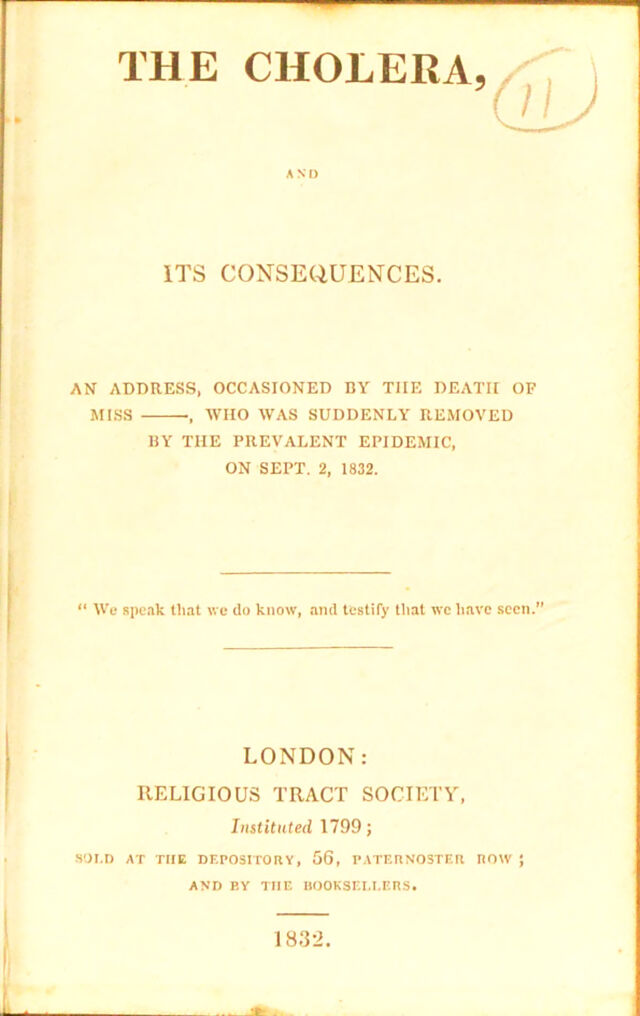 THE CHOLERA,
11
AND
ITS CONSEQUENCES.
AN ADDRESS, OCCASIONED BY THE DEATH OF
MISS ———, WHO WAS SUDDENLY REMOVED
BY THE PREVALENT EPIDEMIC,
ON SEPT. 2, 1832.
“ We speak that we do know, and testify that we have seen.”
LONDON:
RELIGIOUS TRACT SOCIETY,
Instituted 1799;
SOLD AT THE DEPOSITORY, 56, PATERNOSTER ROW;
AND BY THE BOOKSELLERS.
1832.